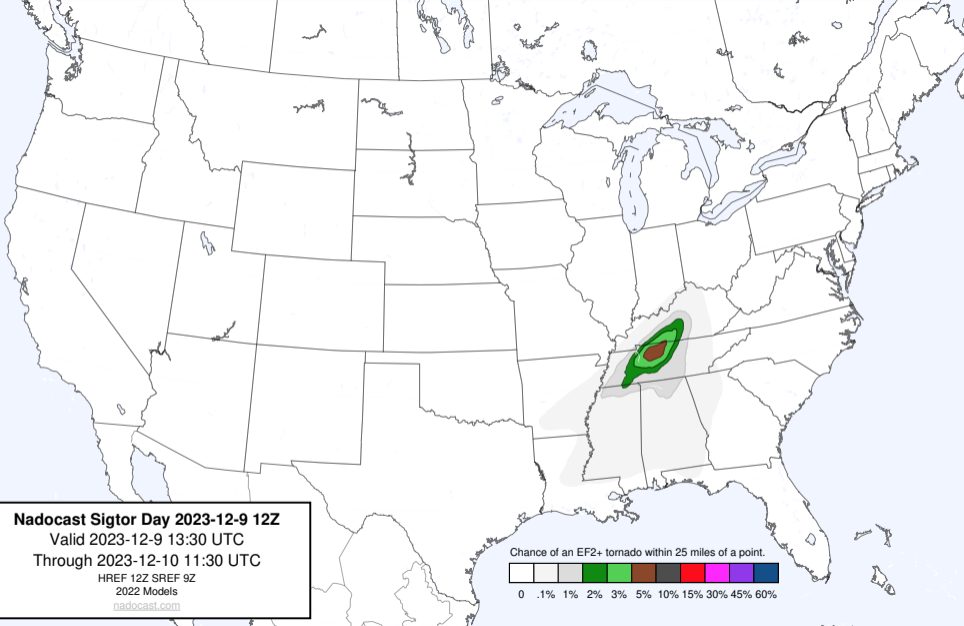 Nadocast Sigtor Day 2023-12-9 12Z
Valid 2023-12-9 13:30 UTC
Through 2023-12-10 11:30 UTC
HREF 12Z SREF 9Z
2022 Models
nadocast.com
Chance of an EF2+ tornado within 25 miles of a point.
0 .1% 1% 2% 3% 5% 10% 15% 30% 45% 60%